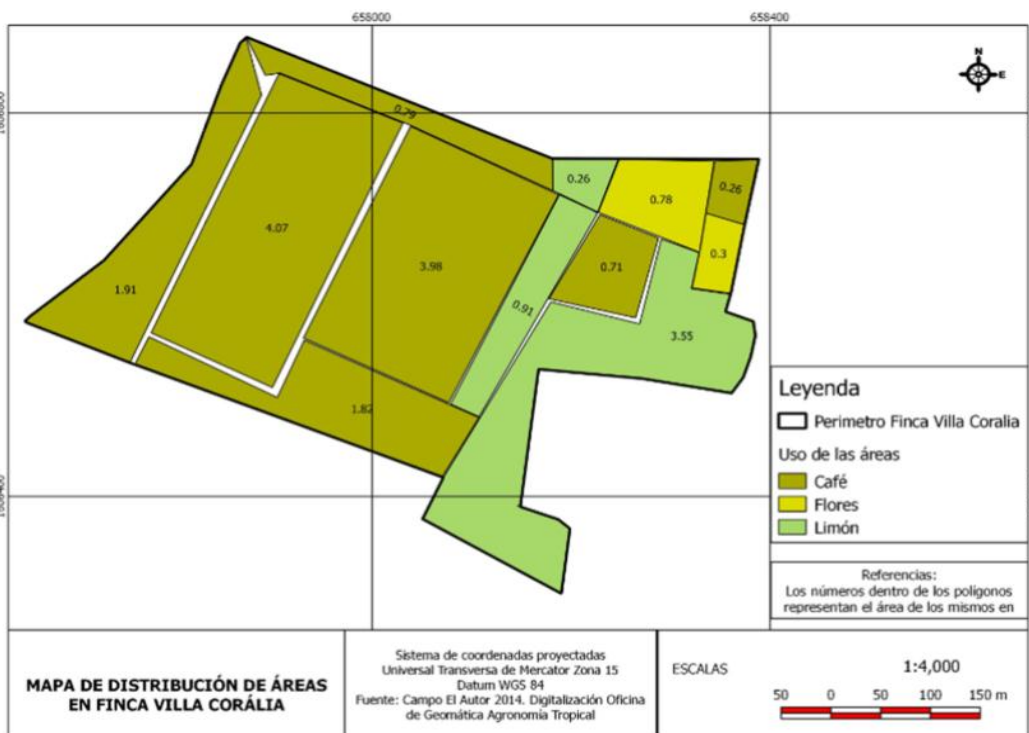 658000
658400
N
E
0.79
0.26
0.78
0.26
4.07
3.98
0.71
0.3
1.91
0.91
3.55
1.82
Leyenda
Perimetro Finca Villa Coralia
Uso de las áreas
Café
Flores
Limón
Referencias:
Los números dentro de los poligonos
representan el área de los mismos en
MAPA DE DISTRIBUCIÓN DE ÁREAS
EN FINCA VILLA CORÁLIA
Sistema de coordenadas proyectadas
Universal Transversa de Mercator Zona 15
Datum WGS 84
Fuente: Campo El Autor 2014. Digitalización Oficina
de Geomática Agronomia Tropical
ESCALAS
1:4,000
50 0 50 100 150 m